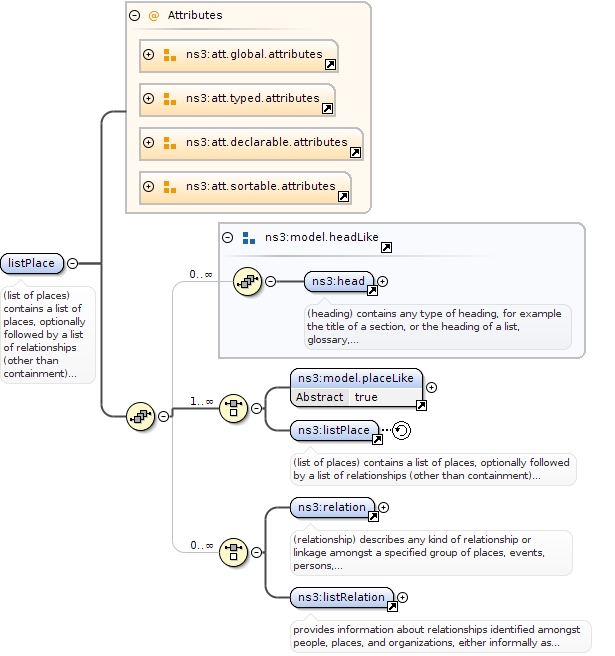 @ Attributes
ns3:att.global.attributes
ns3:att.typed.attributes
ns3:att.declarable.attributes
ns3:att.sortable.attributes
ns3:model.headLike
listPlace
0..∞
ns3:head
(list of places)
contains a list of
places, optionally
followed by a list
of relationships
(other than
containment)...
(heading) contains any type of heading, for example
the title of a section, or the heading of a list,
glossary,...
ns3:model.placeLike
Abstract true
1..∞
ns3:listPlace
(list of places) contains a list of places, optionally followed
by a list of relationships (other than containment)...
ns3:relation
(relationship) describes any kind of relationship or
linkage amongst a specified group of places, events,
persons,...
0..∞
ns3:listRelation
provides information about relationships identified amongst
people, places, and organizations, either informally as...